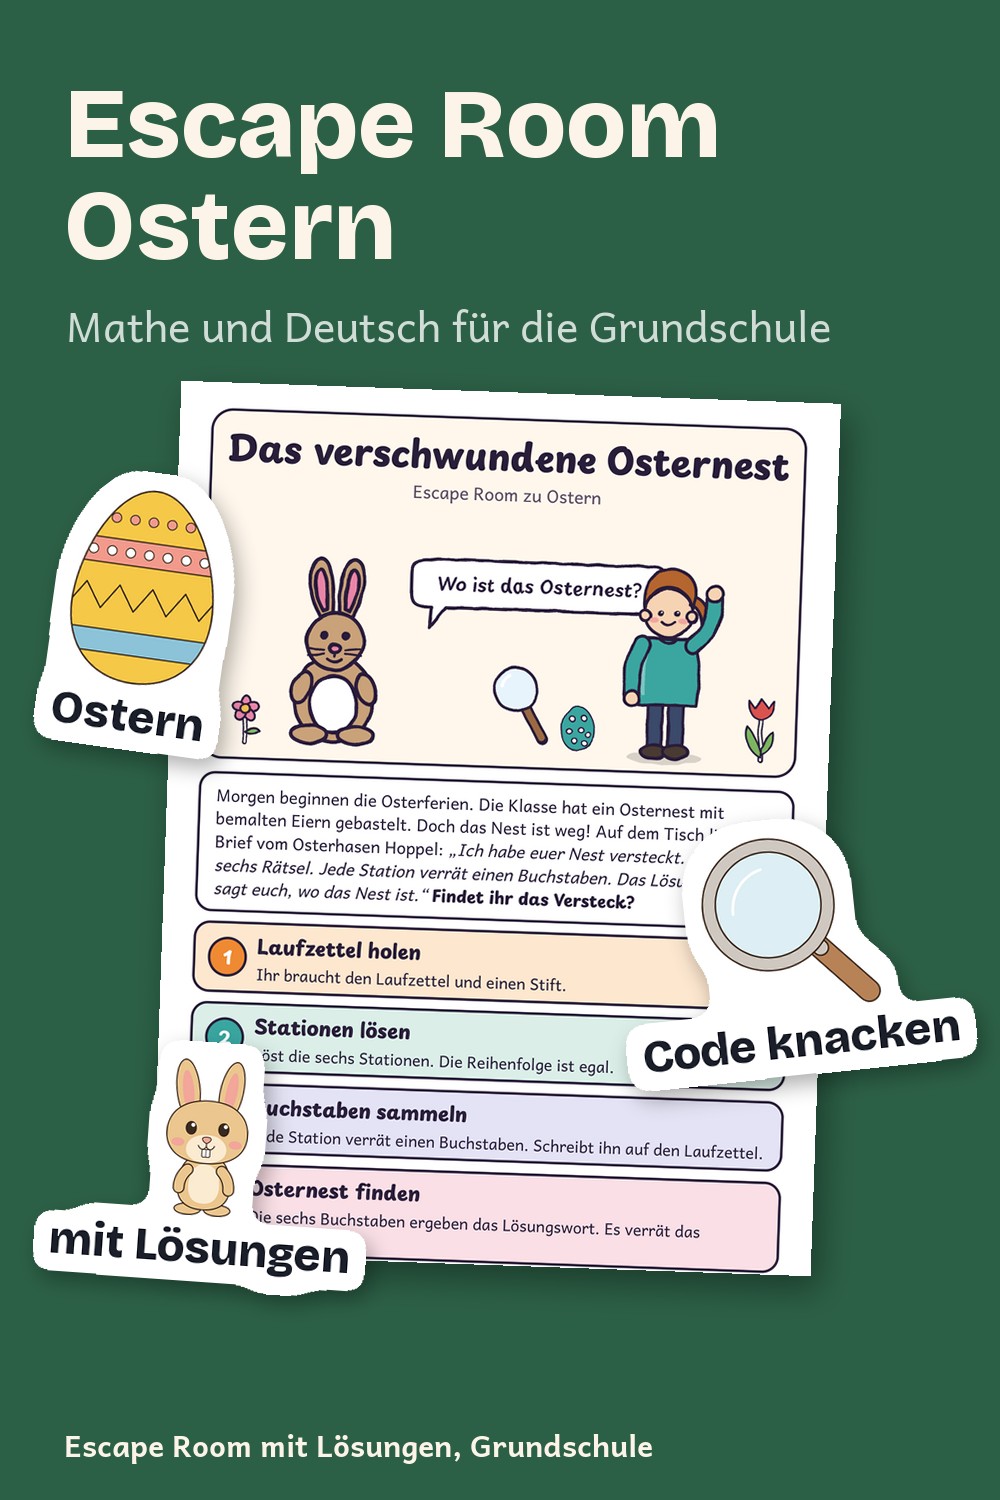 Escape Room
Ostern
Mathe und Deutsch für die Grundschule
Das verschwundene Osternest
Escape Room zu Ostern
Wo ist das Osternest?
Ostern
Morgen beginnen die Osterferien. Die Klasse hat ein Osternest mit
bemalten Eiern gebastelt. Doch das Nest ist weg! Auf dem Tisch
Brief vom Osterhasen Hoppel: „Ich habe euer Nest versteckt.
sechs Rätsel. Jede Station verrät einen Buchstaben. Das
sagt euch, wo das Nest ist.“ Findet ihr das Versteck?
1 Laufzettel holen
Ihr braucht den Laufzettel und einen Stift.
2 Stationen lösen
die sechs Stationen. Die Reihenfolge ist egal.
Code knacken
sammeln
Station verrät einen Buchstaben. Schreibt ihn auf den Laufzettel.
Osternest finden
Die sechs Buchstaben ergeben das Lösungswort. Es verrät das
mit Lösungen
Escape Room mit Lösungen, Grundschule